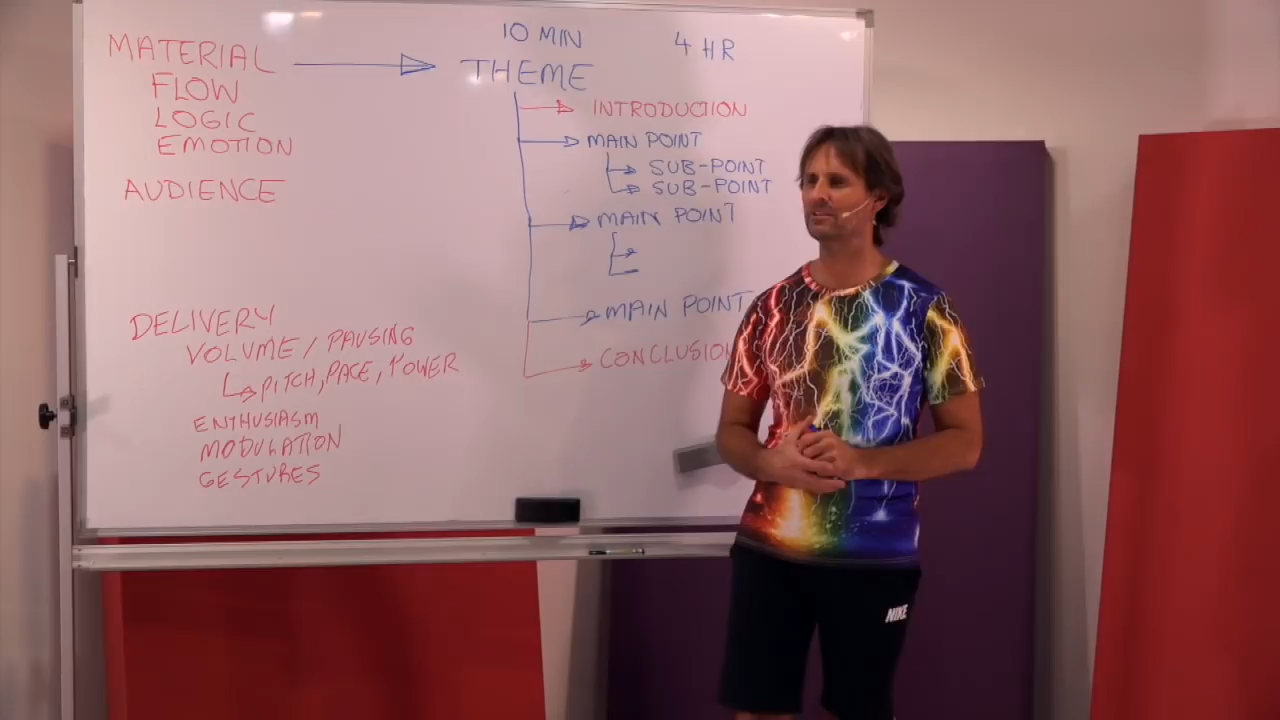 MATERIAL
FLOW
LOGIC
EMOTION
AUDIENCE
DELIVERY
VOLUME / PAUSING
PITCH, PACE, POWER
ENTHUSIASM
MODULATION
GESTURES
10 MIN 4 HR
THEME
INTRODUCTION
MAIN POINT
SUB-POINT
SUB-POINT
MAIN POINT
MAIN POINT
CONCLUSION
NIKE